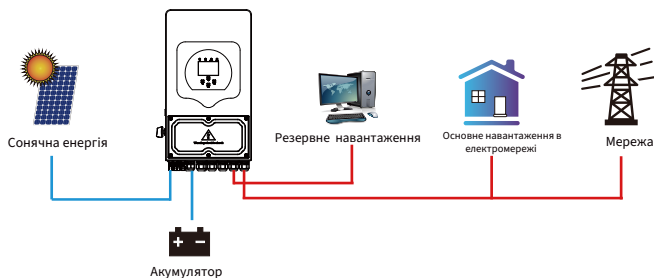 Сонячна енергія
Резервне навантаження
Основне навантаження в
електромережі
Мережа
Акумулятор